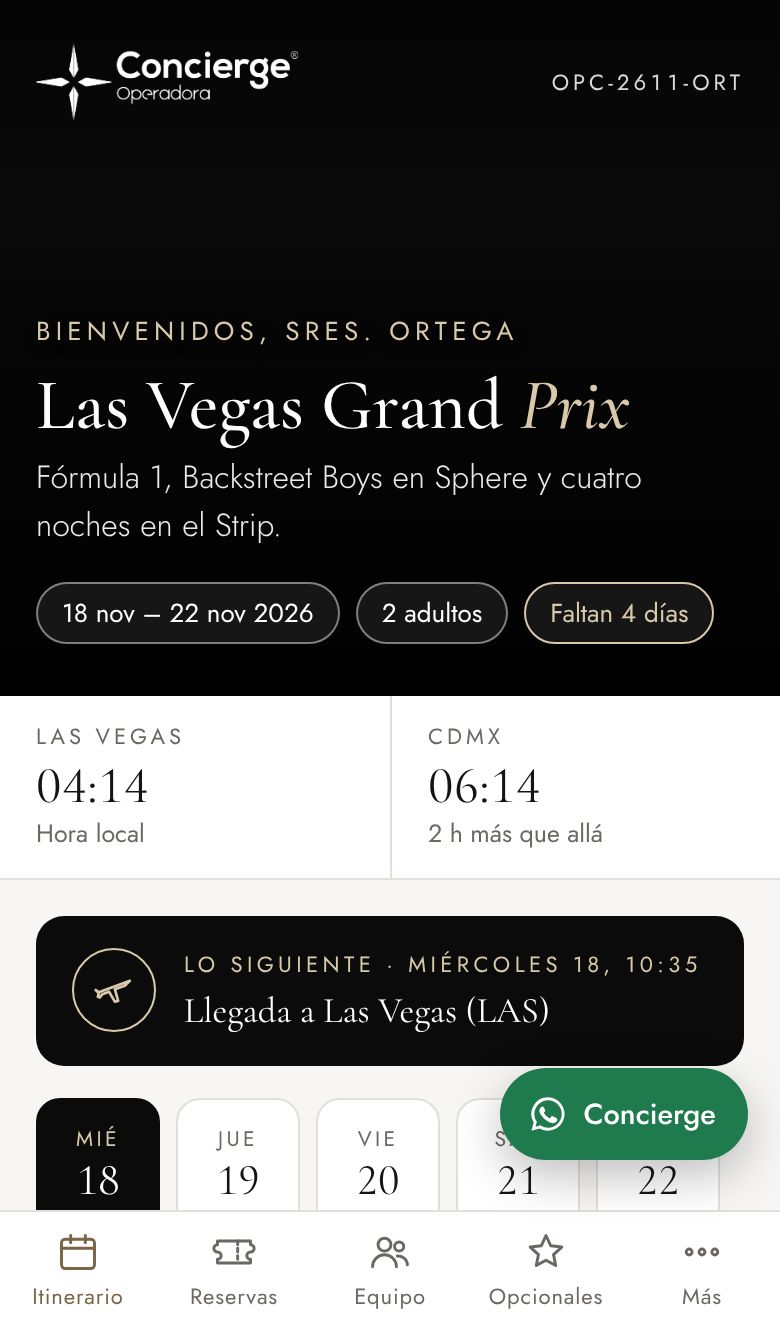 Concierge®
Operadora
OPC-2611-ORT
BIENVENIDOS, SRES. ORTEGA
Las Vegas Grand Prix
Fórmula 1, Backstreet Boys en Sphere y cuatro
noches en el Strip.
18 nov – 22 nov 2026
2 adultos
Faltan 4 días
LAS VEGAS
04:14
Hora local
CDMX
06:14
2 h más que allá
LO SIGUIENTE · MIÉRCOLES 18, 10:35
Llegada a Las Vegas (LAS)
Concierge
MIÉ
18
JUE
19
VIE
20
21
22
Itinerario
Reservas
Equipo
Opcionales
Más